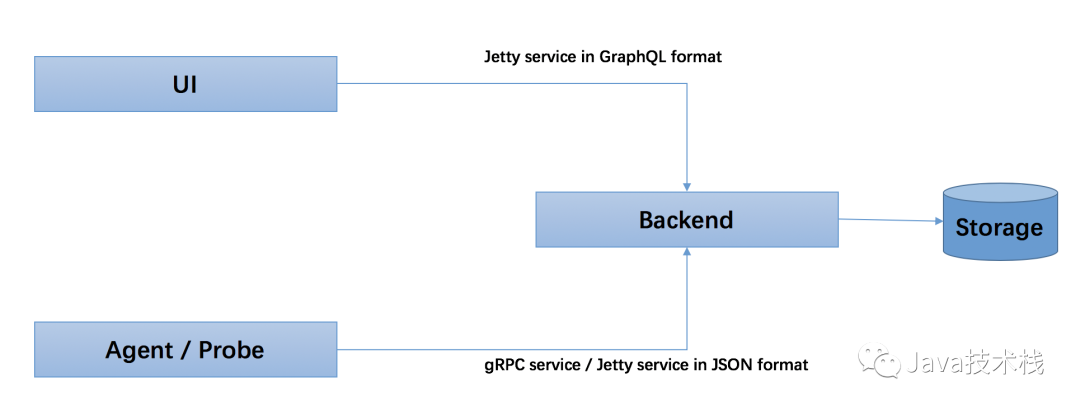 Jetty service in GraphQL format
UI
Backend
Storage
Agent / Probe
gRPC service / Jetty service in JSON format
Java技术栈